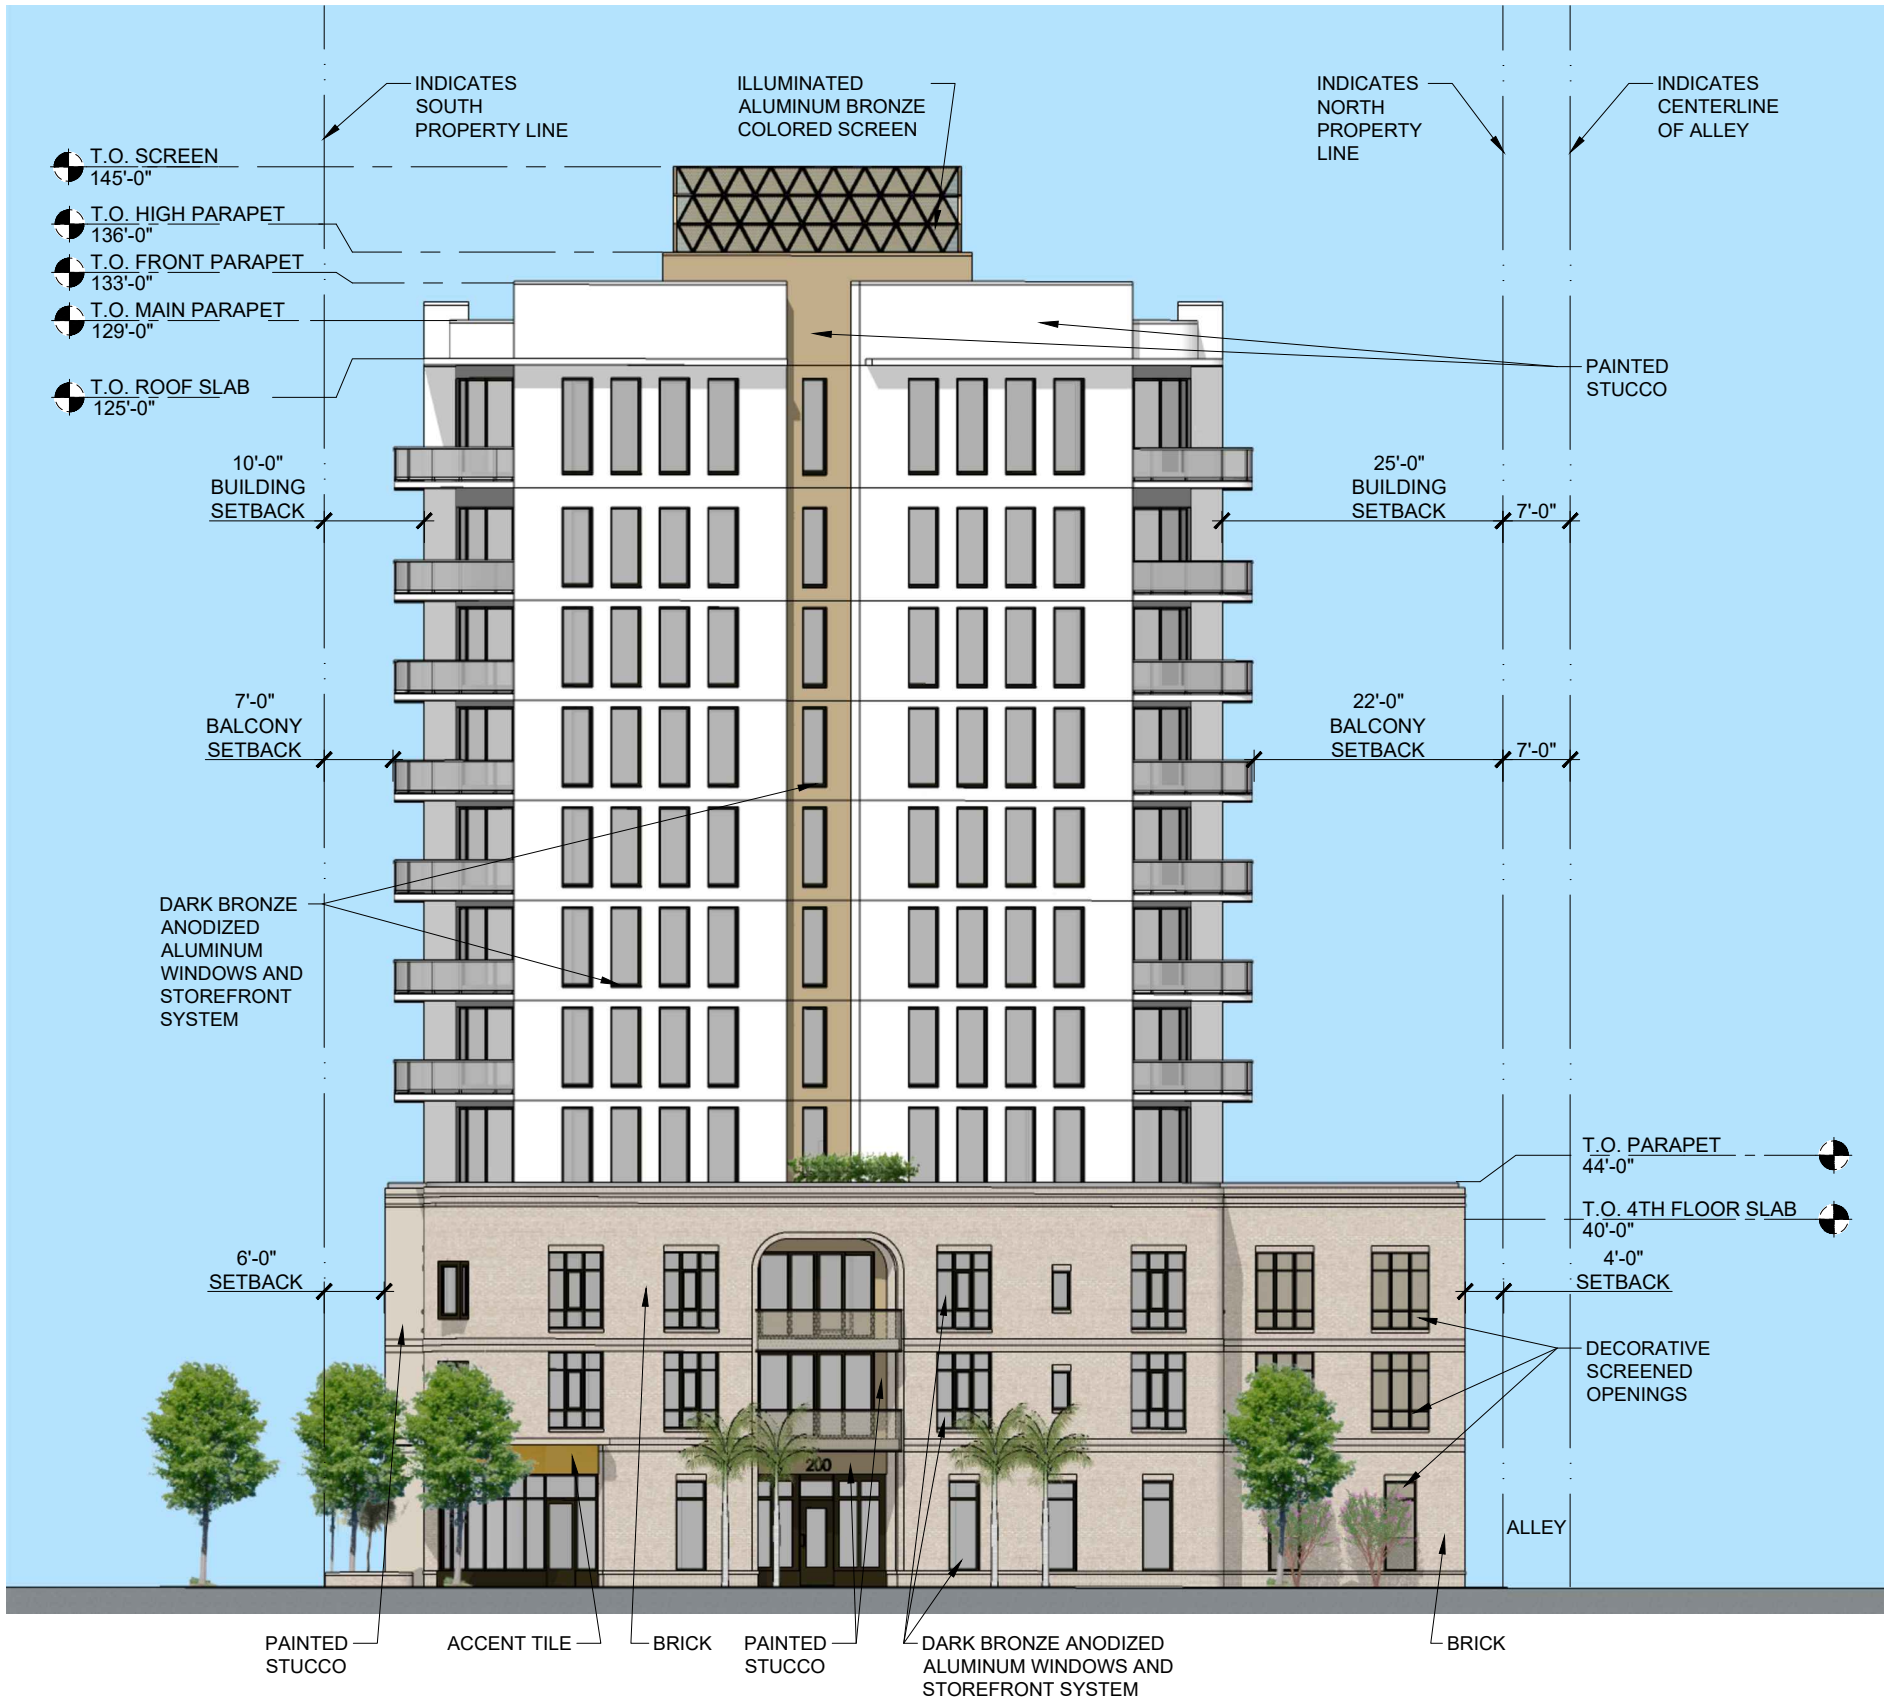 INDICATES
SOUTH
PROPERTY LINE
ILLUMINATED
ALUMINUM BRONZE
COLORED SCREEN
INDICATES
NORTH
PROPERTY
LINE
INDICATES
CENTERLINE
OF ALLEY
T.O. SCREEN
145'-0"
T.O. HIGH PARAPET
136'-0"
T.O. FRONT PARAPET
133'-0"
T.O. MAIN PARAPET
129'-0"
T.O. ROOF SLAB
125'-0"
PAINTED
STUCCO
10'-0"
BUILDING
SETBACK
25'-0"
BUILDING
SETBACK
7'-0"
7'-0"
BALCONY
SETBACK
22'-0"
BALCONY
SETBACK
7'-0"
DARK BRONZE
ANODIZED
ALUMINUM
WINDOWS AND
STOREFRONT
SYSTEM
T.O. PARAPET
44'-0"
T.O. 4TH FLOOR SLAB
40'-0"
6'-0"
SETBACK
4'-0"
SETBACK
DECORATIVE
SCREENED
OPENINGS
200
ALLEY
PAINTED
STUCCO
ACCENT TILE
BRICK
PAINTED
STUCCO
DARK BRONZE ANODIZED
ALUMINUM WINDOWS AND
STOREFRONT SYSTEM
BRICK